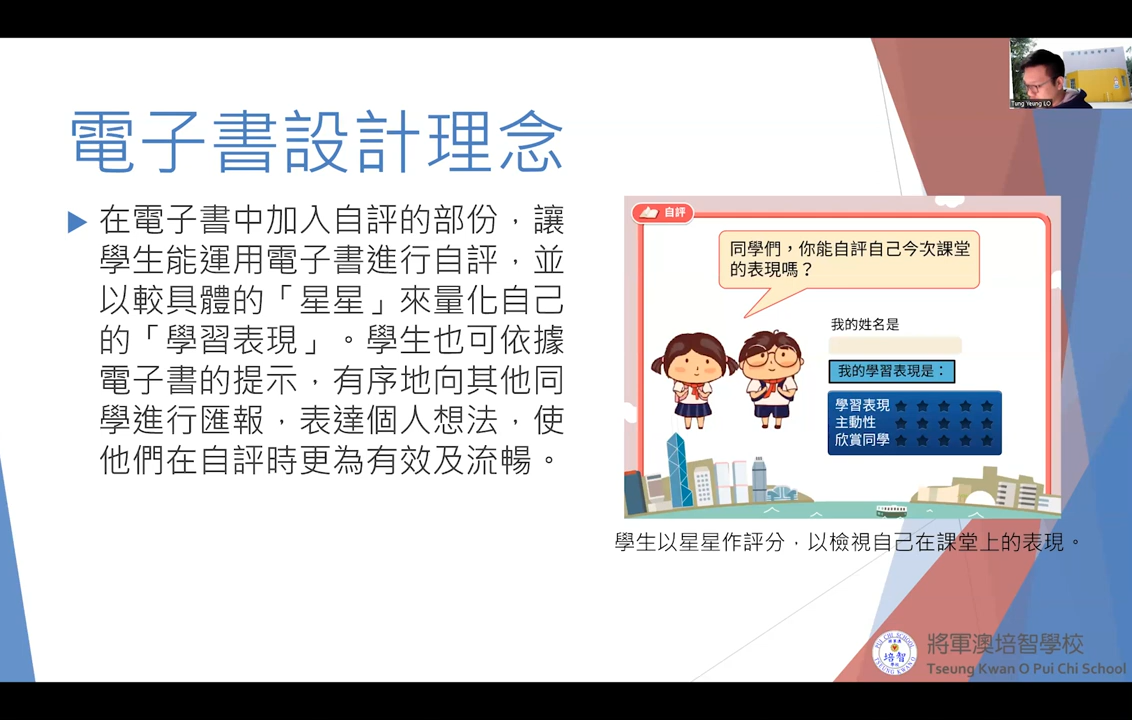 Tung Yeung LO
電子書設計理念
在電子書中加入自評的部份，讓
學生能運用電子書進行自評，並
以較具體的「星星」來量化自己
的「學習表現」。學生也可依據
電子書的提示，有序地向其他同
學進行匯報，表達個人想法，使
他們在自評時更為有效及流暢。
自評
同學們，你能自評自己今次課堂
的表現嗎？
我的姓名是
我的學習表現是：
學習表現
主動性
欣賞同學
學生以星星作評分，以檢視自己在課堂上的表現。
PUI CHI SCHOOL
培智
TSEUNG KWAN O
將軍澳培智學校
Tseung Kwan O Pui Chi School